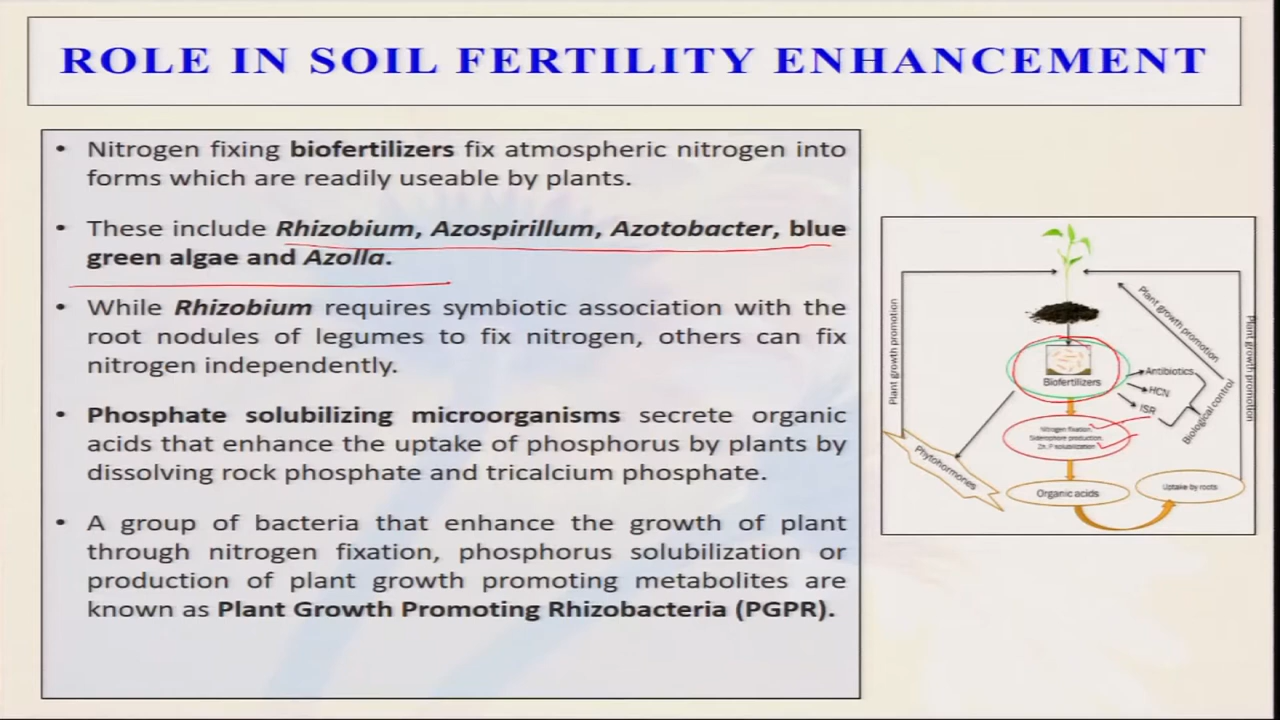 ROLE IN SOIL FERTILITY ENHANCEMENT
• Nitrogen fixing biofertilizers fix atmospheric nitrogen into
forms which are readily useable by plants.
• These include Rhizobium, Azospirillum, Azotobacter, blue
green algae and Azolla.
• While Rhizobium requires symbiotic association with the
root nodules of legumes to fix nitrogen, others can fix
nitrogen independently.
• Phosphate solubilizing microorganisms secrete organic
acids that enhance the uptake of phosphorus by plants by
dissolving rock phosphate and tricalcium phosphate.
• A group of bacteria that enhance the growth of plant
through nitrogen fixation, phosphorus solubilization or
production of plant growth promoting metabolites are
known as Plant Growth Promoting Rhizobacteria (PGPR).
Plant growth promotion
Plant growth promotion
Plant growth promotion
Biofertilizers
Antibiotics
HCN
ISR
Biological control
Nitrogen fixation,
Siderophore production,
Zn, P solubilization
Phytohormones
Organic acids
Uptake by roots